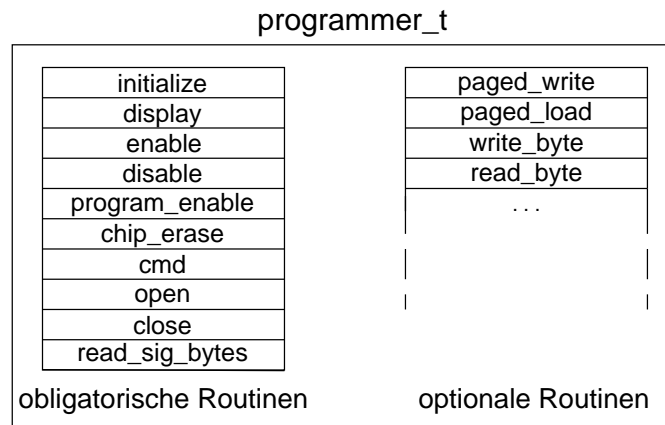 programmer_t
initialize
display
enable
disable
program_enable
chip_erase
cmd
open
close
read_sig_bytes
obligatorische Routinen
paged_write
paged_load
write_byte
read_byte
. . .
optionale Routinen